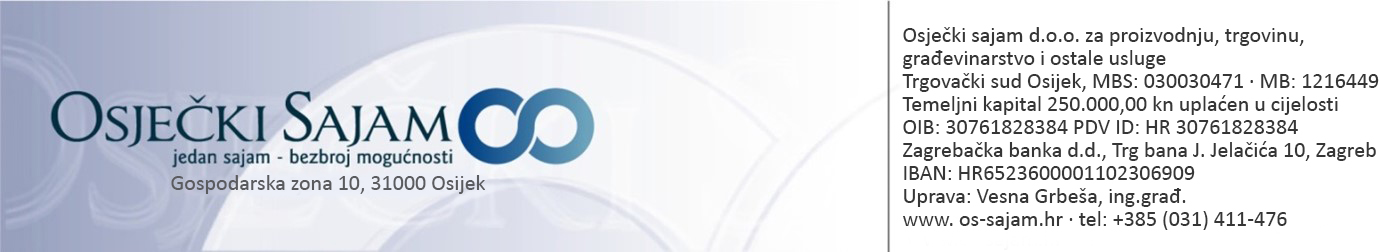 OSJEČKI SAJAM
jedan sajam - bezbroj mogućnosti
Gospodarska zona 10, 31000 Osijek
Osječki sajam d.o.o. za proizvodnju, trgovinu,
građevinarstvo i ostale usluge
Trgovački sud Osijek, MBS: 030030471 · MB: 1216449
Temeljni kapital 250.000,00 kn uplaćen u cijelosti
OIB: 30761828384 PDV ID: HR 30761828384
Zagrebačka banka d.d., Trg bana J. Jelačića 10, Zagreb
IBAN: HR6523600001102306909
Uprava: Vesna Grbeša, ing.građ.
www. os-sajam.hr · tel: +385 (031) 411-476